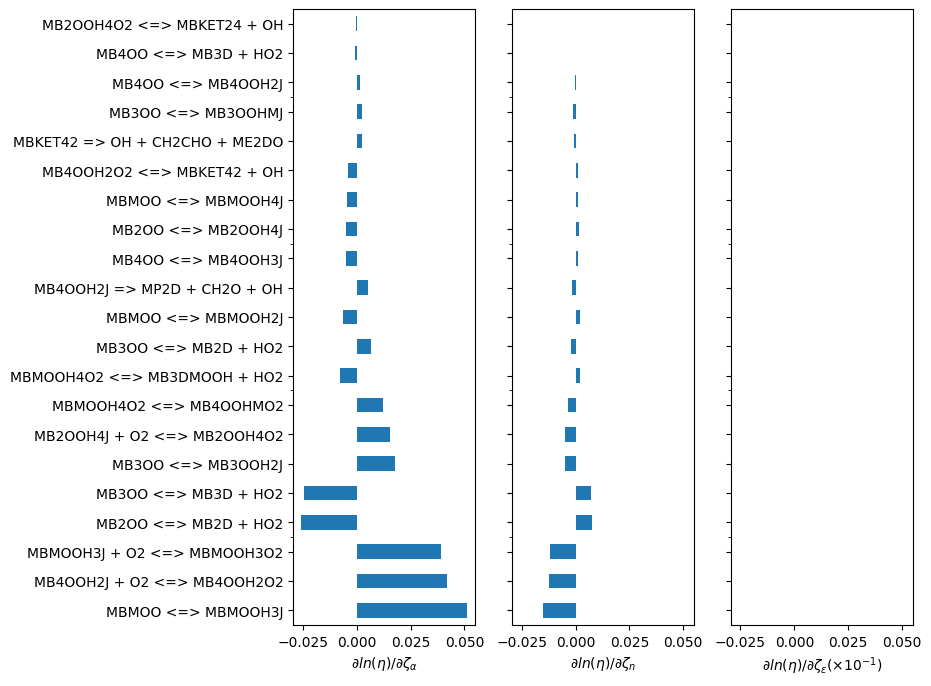 MB2OOH4O2 <=> MBKET24 + OH
MB4OO <=> MB3D + HO2
MB4OO <=> MB4OOH2J
MB3OO <=> MB3OOHMJ
MBKET42 => OH + CH2CHO + ME2DO
MB4OOH2O2 <=> MBKET42 + OH
MBMOO <=> MBMOOH4J
MB2OO <=> MB2OOH4J
MB4OO <=> MB4OOH3J
MB4OOH2J => MP2D + CH2O + OH
MBMOO <=> MBMOOH2J
MB3OO <=> MB2D + HO2
MBMOOH4O2 <=> MB3DMOOH + HO2
MBMOOH4O2 <=> MB4OOHMO2
MB2OOH4J + O2 <=> MB2OOH4O2
MB3OO <=> MB3OOH2J
MB3OO <=> MB3D + HO2
MB2OO <=> MB2D + HO2
MBMOOH3J + O2 <=> MBMOOH3O2
MB4OOH2J + O2 <=> MB4OOH2O2
MBMOO <=> MBMOOH3J
−0.025 0.000 0.025 0.050
−0.025 0.000 0.025 0.050
−0.025 0.000 0.025 0.050
∂ln(η)/∂ζα
∂ln(η)/∂ζn
∂ln(η)/∂ζε(×10⁻¹)